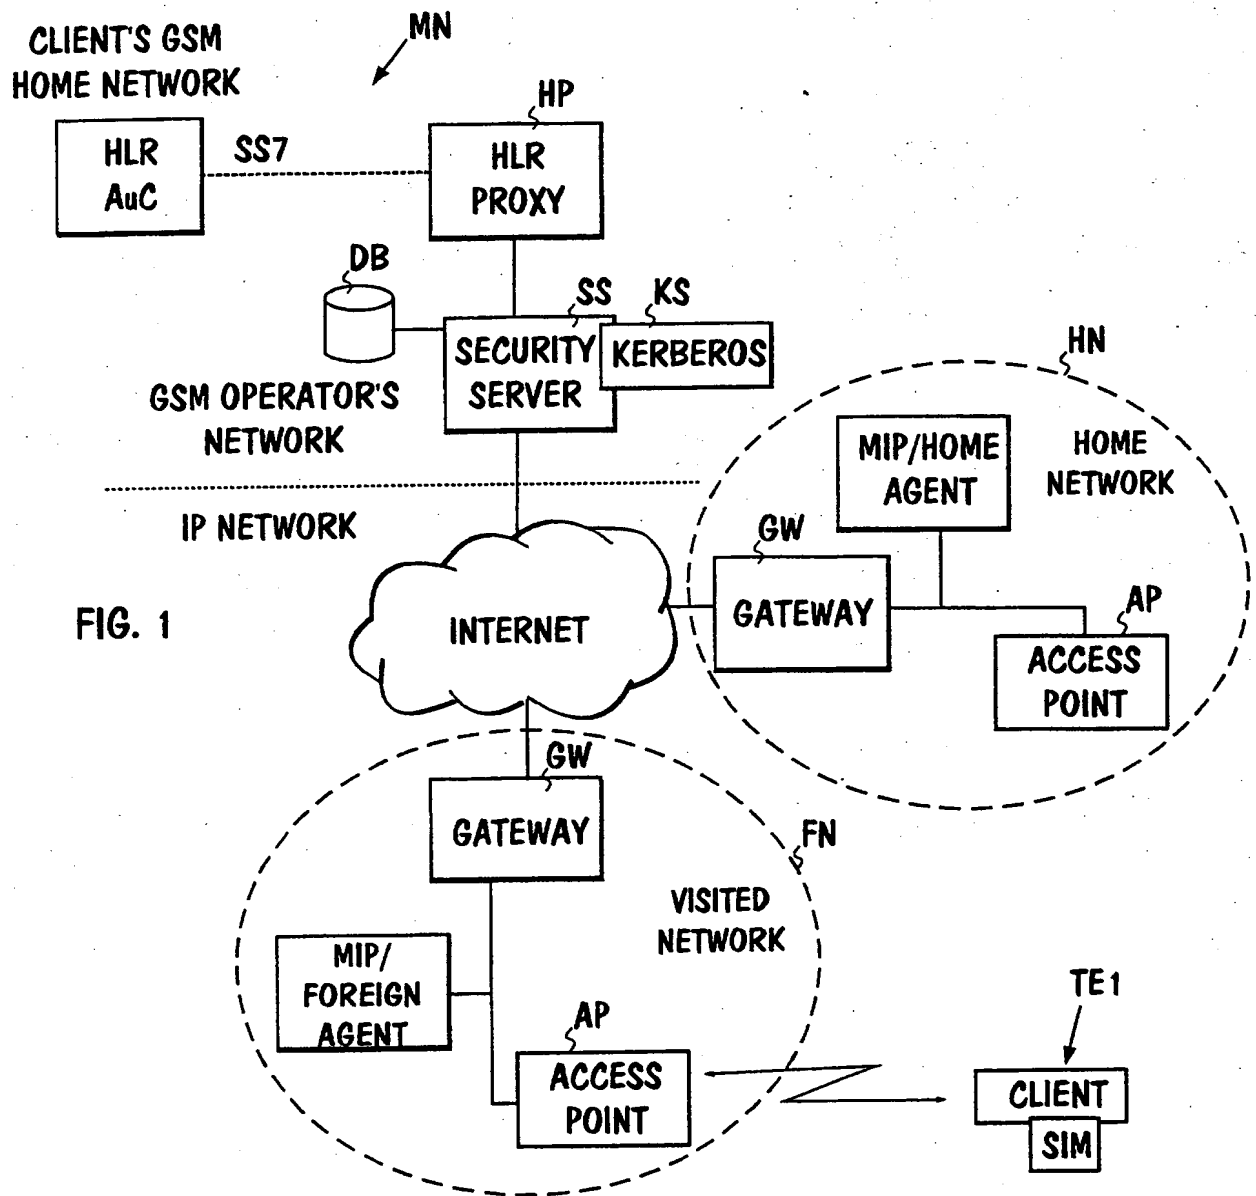 MN
CLIENT'S GSM
HOME NETWORK
HP
HLR
AuC
SS7
HLR
PROXY
DB
SS
KS
SECURITY
SERVER
KERBEROS
GSM OPERATOR'S
NETWORK
HN
MIP/HOME
AGENT
HOME
NETWORK
IP NETWORK
GW
FIG. 1
INTERNET
GATEWAY
AP
ACCESS
POINT
GW
GATEWAY
FN
VISITED
NETWORK
MIP/
FOREIGN
AGENT
AP
ACCESS
POINT
TE1
CLIENT
SIM